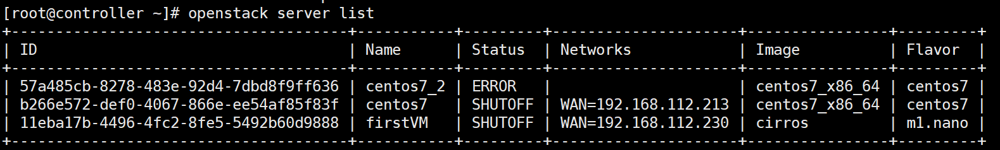 [root@controller ~]# openstack server list
+--------------------------------------+-----------+---------+---------------------+----------------+---------+
| ID                                   | Name      | Status  | Networks            | Image          | Flavor  |
+--------------------------------------+-----------+---------+---------------------+----------------+---------+
| 57a485cb-8278-483e-92d4-7dbd8f9ff636 | centos7_2 | ERROR   |                     | centos7_x86_64 | centos7 |
| b266e572-def0-4067-866e-ee54af85f83f | centos7   | SHUTOFF | WAN=192.168.112.213 | centos7_x86_64 | centos7 |
| 11eba17b-4496-4fc2-8fe5-5492b60d9888 | firstVM   | SHUTOFF | WAN=192.168.112.230 | cirros         | m1.nano |
+--------------------------------------+-----------+---------+---------------------+----------------+---------+